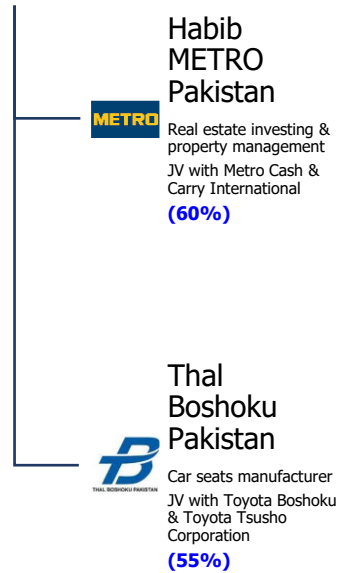 Habib
METRO
Pakistan
METRO
Real estate investing &
property management
JV with Metro Cash &
Carry International
(60%)
Thal
Boshoku
Pakistan
THAL BOSHOKU PAKISTAN
Car seats manufacturer
JV with Toyota Boshoku
& Toyota Tsusho
Corporation
(55%)